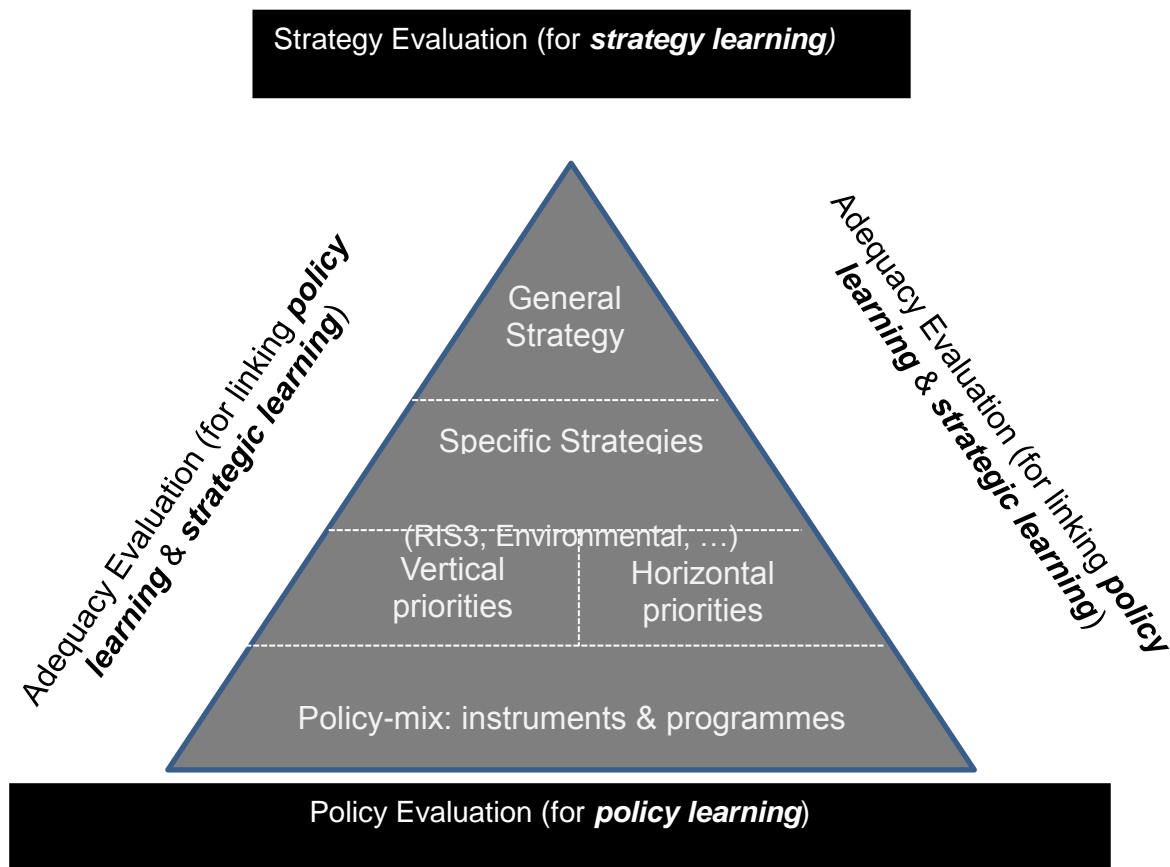 Strategy Evaluation (for strategy learning)
Adequacy Evaluation (for linking policy
learning & strategic learning)
Adequacy Evaluation (for linking policy
learning & strategic learning)
General
Strategy
Specific Strategies
(RIS3, Environmental, …)
Vertical
priorities
Horizontal
priorities
Policy-mix: instruments & programmes
Policy Evaluation (for policy learning)